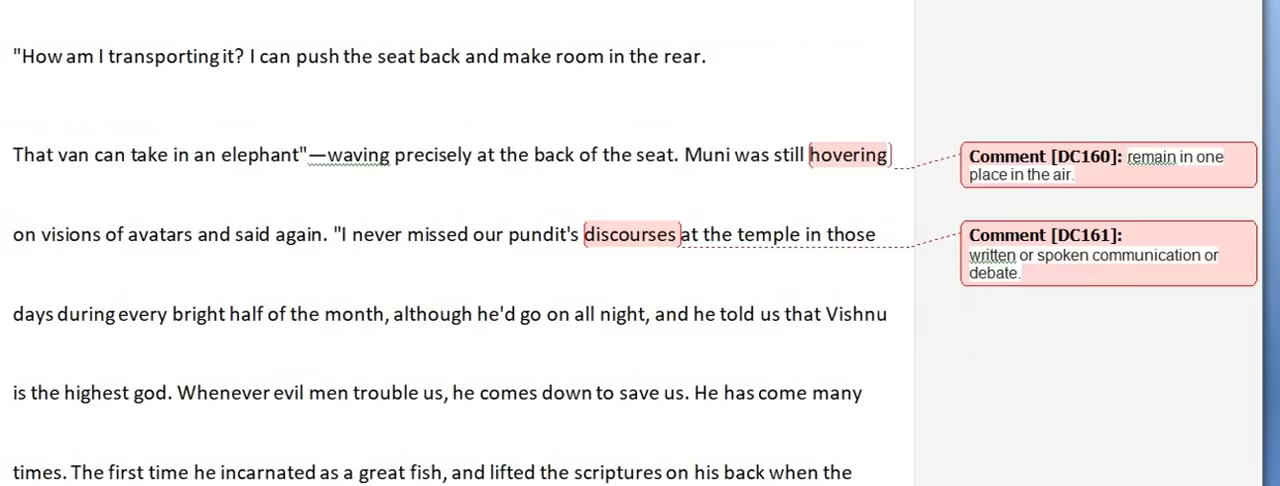 "How am I transporting it? I can push the seat back and make room in the rear.
That van can take in an elephant"—waving precisely at the back of the seat. Muni was still hovering
on visions of avatars and said again. "I never missed our pundit's discourses at the temple in those
days during every bright half of the month, although he'd go on all night, and he told us that Vishnu
is the highest god. Whenever evil men trouble us, he comes down to save us. He has come many
times. The first time he incarnated as a great fish, and lifted the scriptures on his back when the
Comment [DC160]: remain in one
place in the air.
Comment [DC161]:
written or spoken communication or
debate.